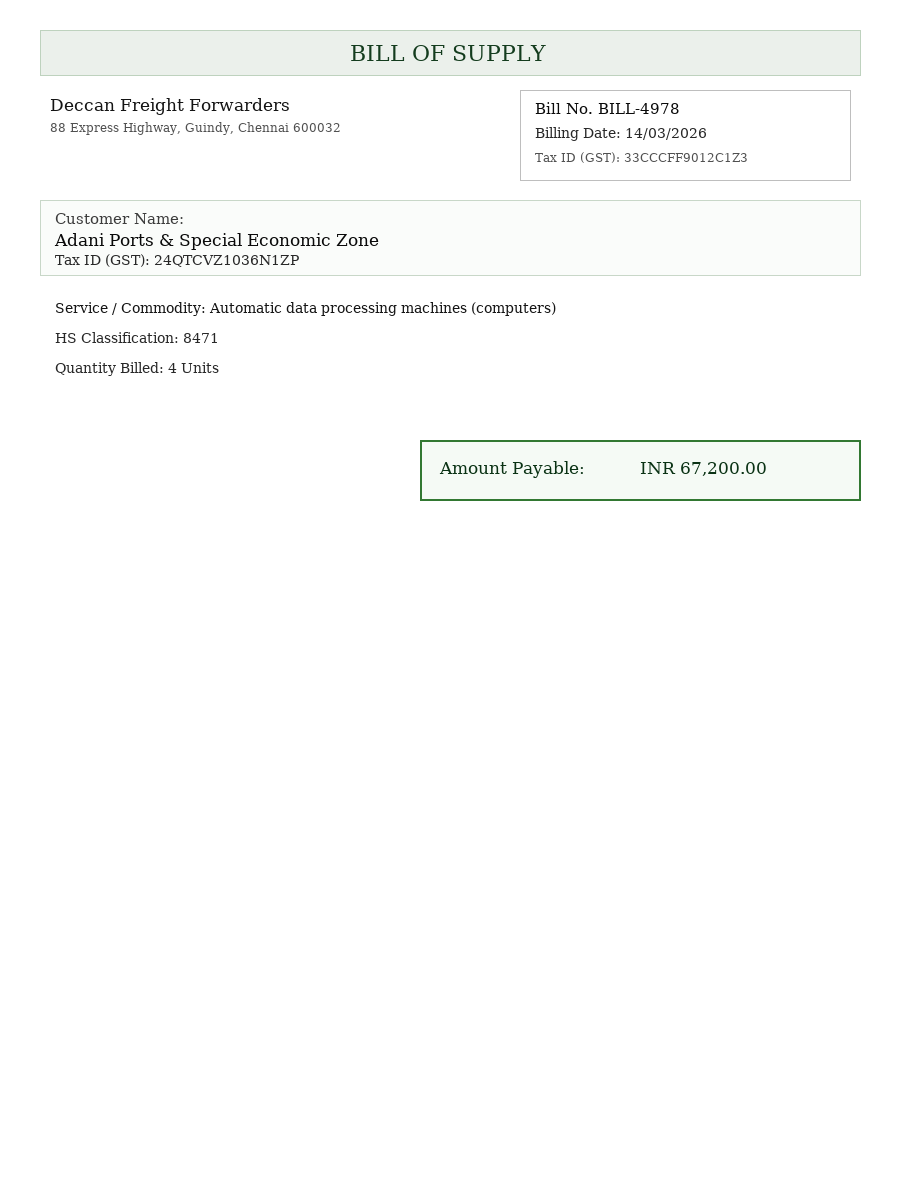 BILL OF SUPPLY
Deccan Freight Forwarders
88 Express Highway, Guindy, Chennai 600032
Bill No. BILL-4978
Billing Date: 14/03/2026
Tax ID (GST): 33CCCFF9012C1Z3
Customer Name:
Adani Ports & Special Economic Zone
Tax ID (GST): 24QTCVZ1036N1ZP
Service / Commodity: Automatic data processing machines (computers)
HS Classification: 8471
Quantity Billed: 4 Units
Amount Payable: INR 67,200.00